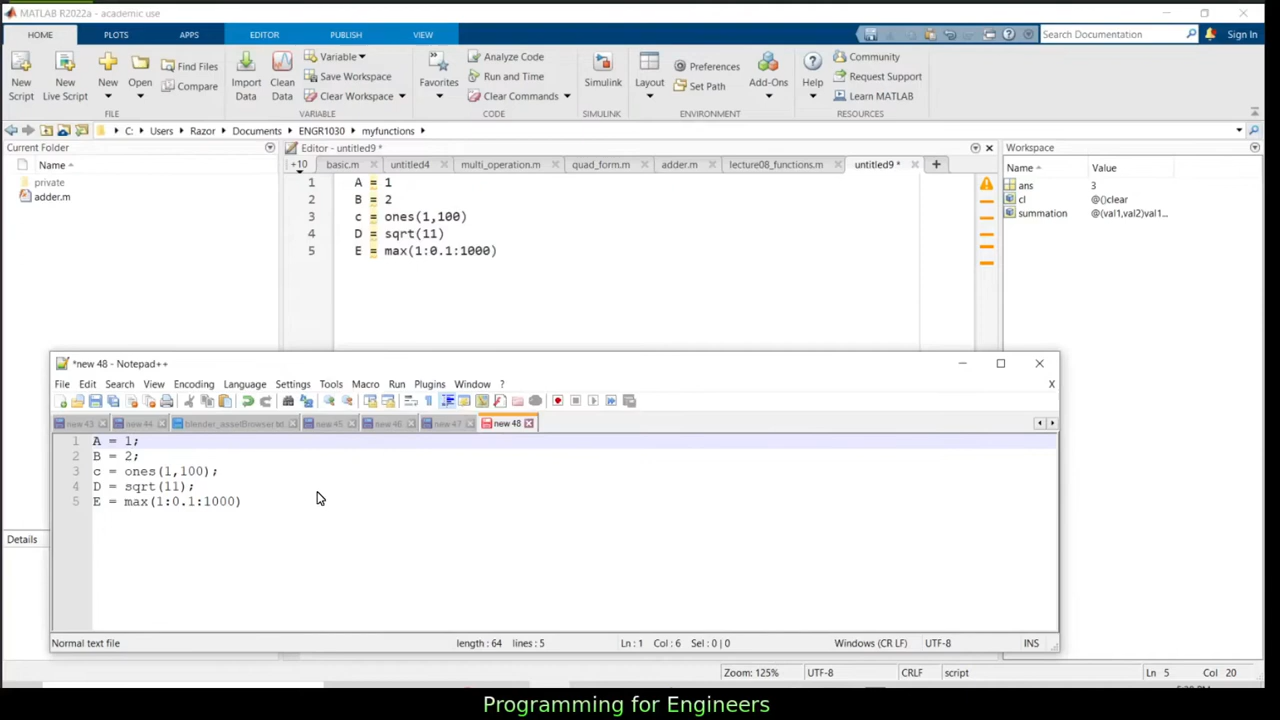 MATLAB R2022a - academic use
HOME PLOTS APPS EDITOR PUBLISH VIEW Search Documentation Sign In
New Script New Live Script New Open Find Files Compare Import Data Clean Data Variable Save Workspace Clear Workspace Favorites Analyze Code Run and Time Clear Commands Simulink Layout Preferences Set Path Add-Ons Help Community Request Support Learn MATLAB
FILE VARIABLE CODE SIMULINK ENVIRONMENT RESOURCES
C: Users Razor Documents ENGR1030 myfunctions
Current Folder
Name
private
adder.m
Details
Editor - untitled9 *
+10 basic.m untitled4 multi_operation.m quad_form.m adder.m lecture08_functions.m untitled9 *
1 A = 1
2 B = 2
3 c = ones(1,100)
4 D = sqrt(11)
5 E = max(1:0.1:1000)
Workspace
Name Value
ans 3
cl @()clear
summation @(val1,val2)val1...
*new 48 - Notepad++
File Edit Search View Encoding Language Settings Tools Macro Run Plugins Window ? X
new 43 new 44 blender_assetBrowser.txt new 45 new 46 new 47 new 48
1 A = 1;
2 B = 2;
3 c = ones(1,100);
4 D = sqrt(11);
5 E = max(1:0.1:1000)
Normal text file length : 64 lines : 5 Ln : 1 Col : 6 Sel : 0 | 0 Windows (CR LF) UTF-8 INS
Zoom: 125% UTF-8 CRLF script Ln 5 Col 20
Programming for Engineers